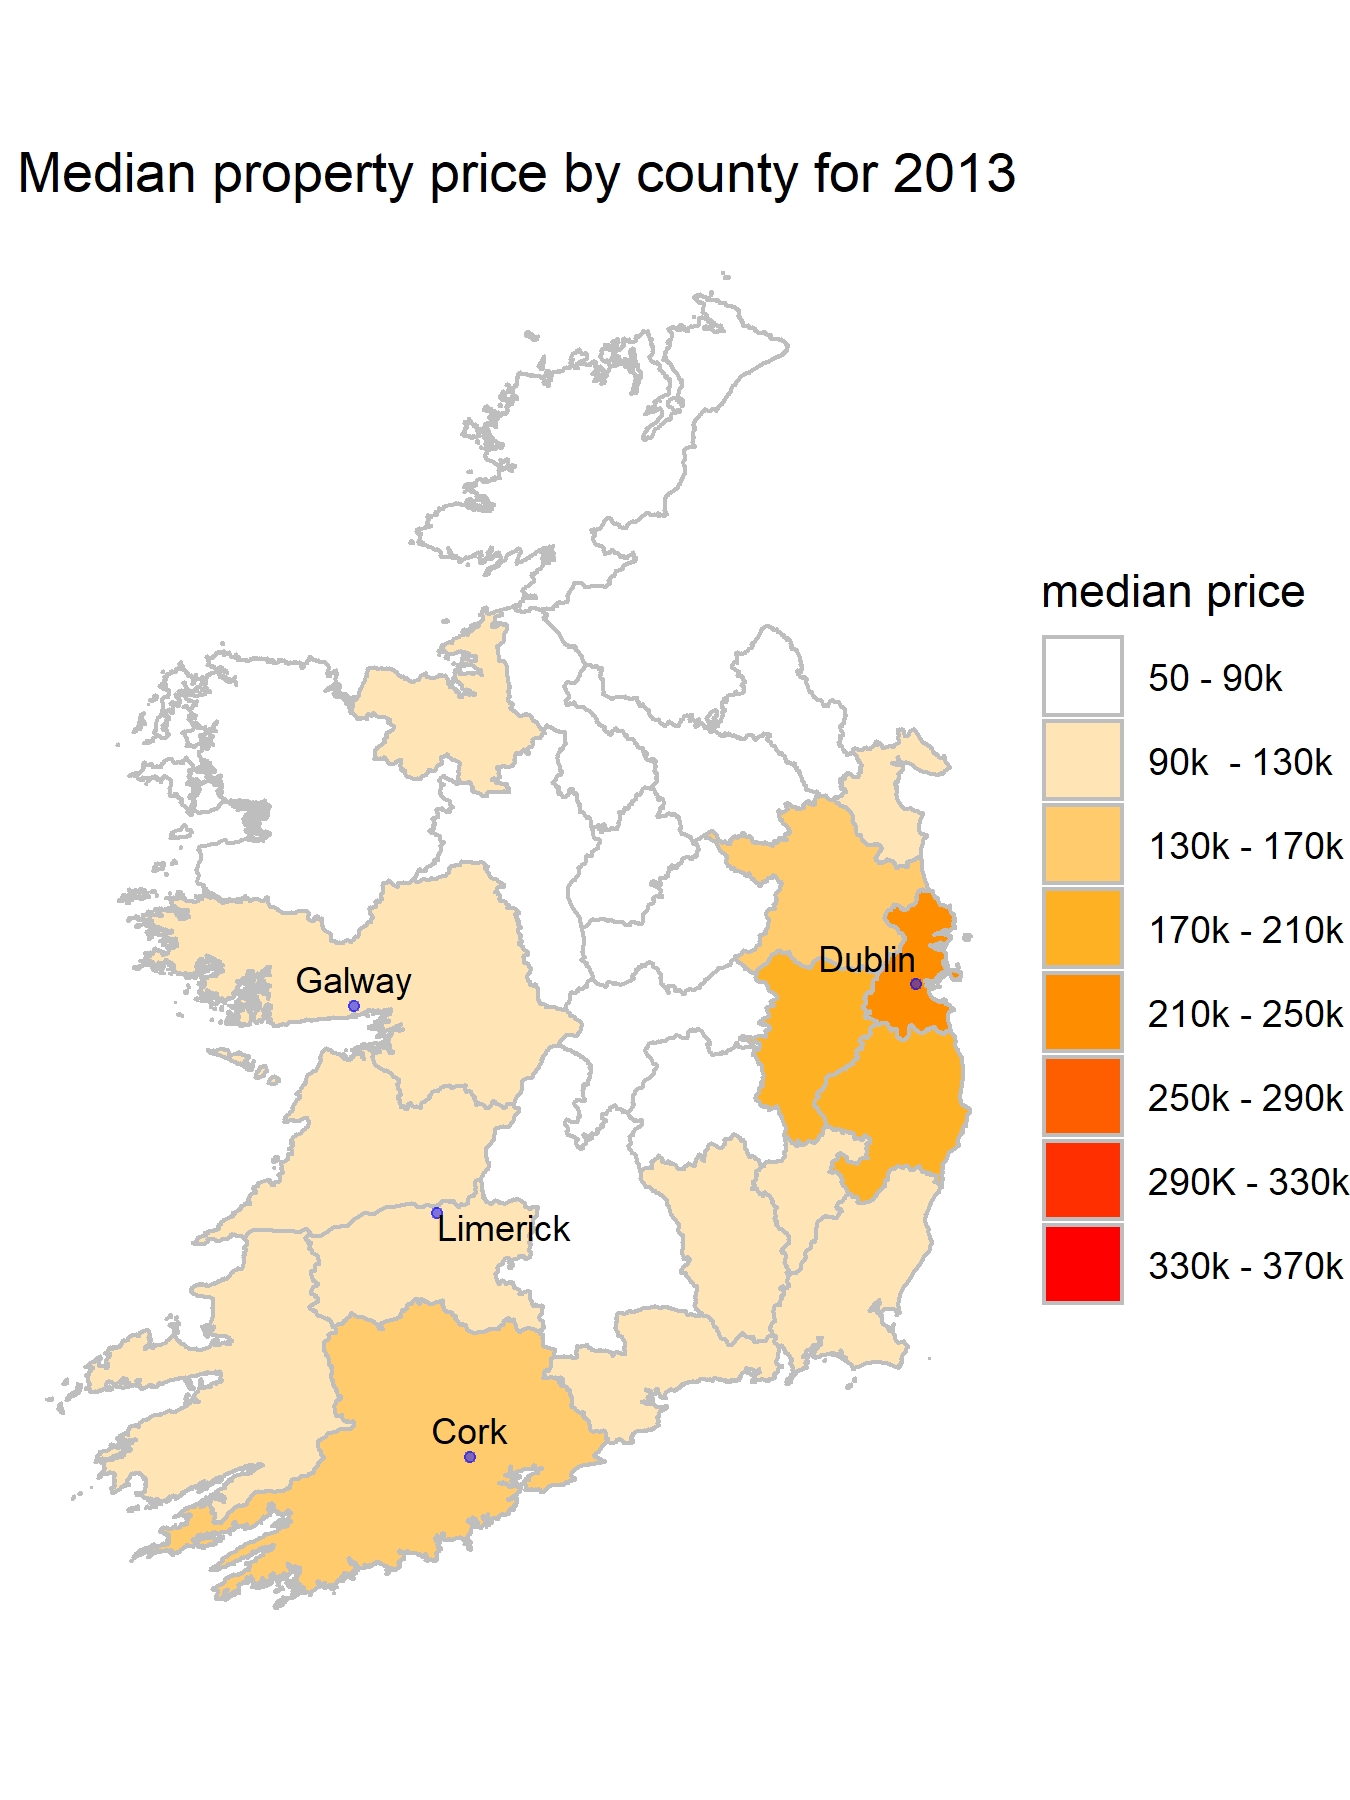 Median property price by county for 2013
median price
50 - 90k
90k  - 130k
130k - 170k
170k - 210k
210k - 250k
250k - 290k
290K - 330k
330k - 370k
Dublin
Galway
Limerick
Cork